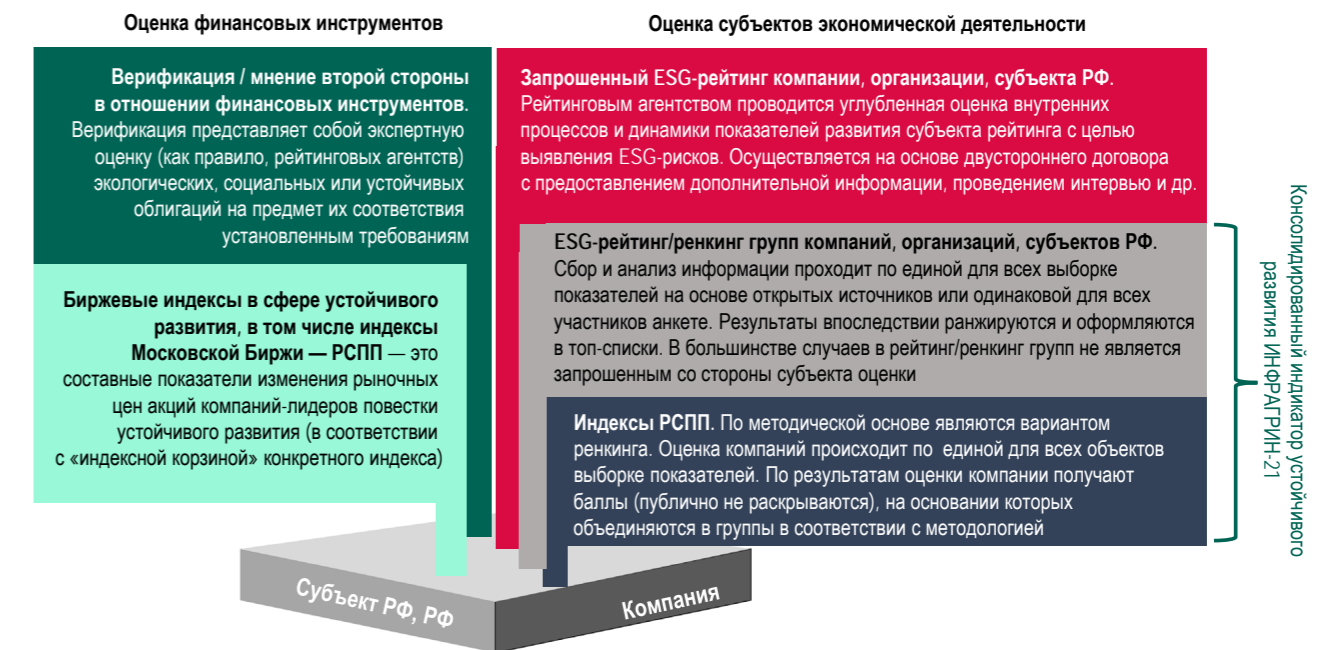 Оценка финансовых инструментов
Оценка субъектов экономической деятельности
Верификация / мнение второй стороны
в отношении финансовых инструментов.
Верификация представляет собой экспертную
оценку (как правило, рейтинговых агентств)
экологических, социальных или устойчивых
облигаций на предмет их соответствия
установленным требованиям
Биржевые индексы в сфере устойчивого
развития, в том числе индексы
Московской Биржи — РСПП — это
составные показатели изменения рыночных
цен акций компаний-лидеров повестки
устойчивого развития (в соответствии
с «индексной корзиной» конкретного индекса)
Запрошенный ESG-рейтинг компании, организации, субъекта РФ.
Рейтинговым агентством проводится углубленная оценка внутренних
процессов и динамики показателей развития субъекта рейтинга с целью
выявления ESG-рисков. Осуществляется на основе двустороннего договора
с предоставлением дополнительной информации, проведением интервью и др.
ESG-рейтинг/ренкинг групп компаний, организаций, субъектов РФ.
Сбор и анализ информации проходит по единой для всех выборке
показателей на основе открытых источников или одинаковой для всех
участников анкете. Результаты впоследствии ранжируются и оформляются
в топ-списки. В большинстве случаев в рейтинг/ренкинг групп не является
запрошенным со стороны субъекта оценки
Индексы РСПП. По методической основе являются вариантом
ренкинга. Оценка компаний происходит по единой для всех объектов
выборке показателей. По результатам оценки компании получают
баллы (публично не раскрываются), на основании которых
объединяются в группы в соответствии с методологией
Консолидированный индикатор устойчивого
развития ИНФРАГРИН-21
Субъект РФ, РФ
Компания